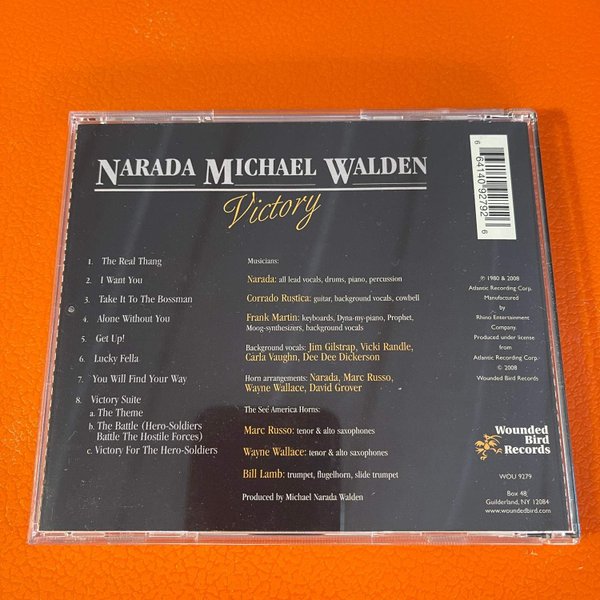 NARADA MICHAEL WALDEN
Victory
1. The Real Thang
2. I Want You
3. Take It To The Bossman
4. Alone Without You
5. Get Up!
6. Lucky Fella
7. You Will Find Your Way
8. Victory Suite
a. The Theme
b. The Battle (Hero-Soldiers
Battle The Hostile Forces)
c. Victory For The Hero-Soldiers
Musicians:
Narada: all lead vocals, drums, piano, percussion
Corrado Rustica: guitar, background vocals, cowbell
Frank Martin: keyboards, Dyna-my-piano, Prophet,
Moog-synthesizers, background vocals
Background vocals: Jim Gilstrap, Vicki Randle,
Carla Vaughn, Dee Dee Dickerson
Horn arrangements: Narada, Marc Russo,
Wayne Wallace, David Grover
The See America Horns:
Marc Russo: tenor & alto saxophones
Wayne Wallace: tenor & alto saxophones
Bill Lamb: trumpet, flugelhorn, slide trumpet
Produced by Michael Narada Walden
6 64140 92792 6
℗ 1980 & 2008
Atlantic Recording Corp.
Manufactured
by
Rhino Entertainment
Company.
Produced under license
from
Atlantic Recording Corp.
© 2008
Wounded Bird Records
Wounded
Bird
Records
WOU 9279
Box 48
Guilderland, NY 12084
www.woundedbird.com